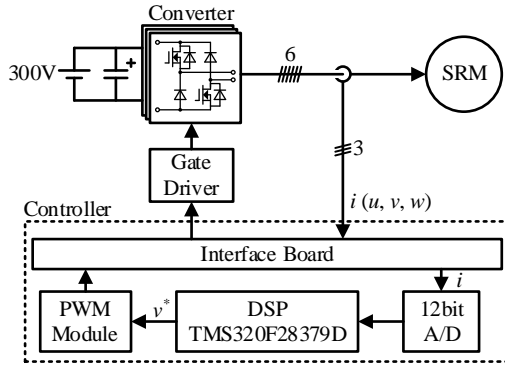 Converter
300V
+
6
SRM
3
Gate
Driver
i (u, v, w)
Controller
Interface Board
i
PWM
Module
v*
DSP
TMS320F28379D
12bit
A/D